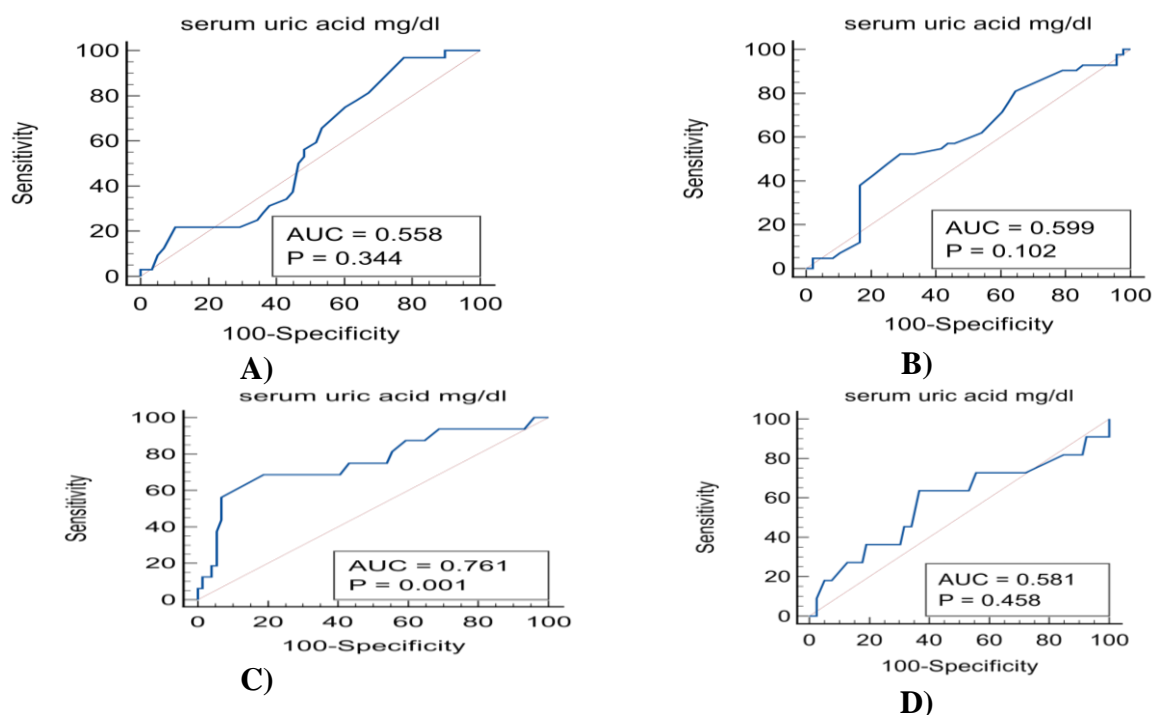 serum uric acid mg/dl
100
80
60
40
20
0
Sensitivity
AUC = 0.558
P = 0.344
0 20 40 60 80 100
100-Specificity
A)
serum uric acid mg/dl
100
80
60
40
20
0
Sensitivity
AUC = 0.599
P = 0.102
0 20 40 60 80 100
100-Specificity
B)
serum uric acid mg/dl
100
80
60
40
20
0
Sensitivity
AUC = 0.761
P = 0.001
0 20 40 60 80 100
100-Specificity
C)
serum uric acid mg/dl
100
80
60
40
20
0
Sensitivity
AUC = 0.581
P = 0.458
0 20 40 60 80 100
100-Specificity
D)